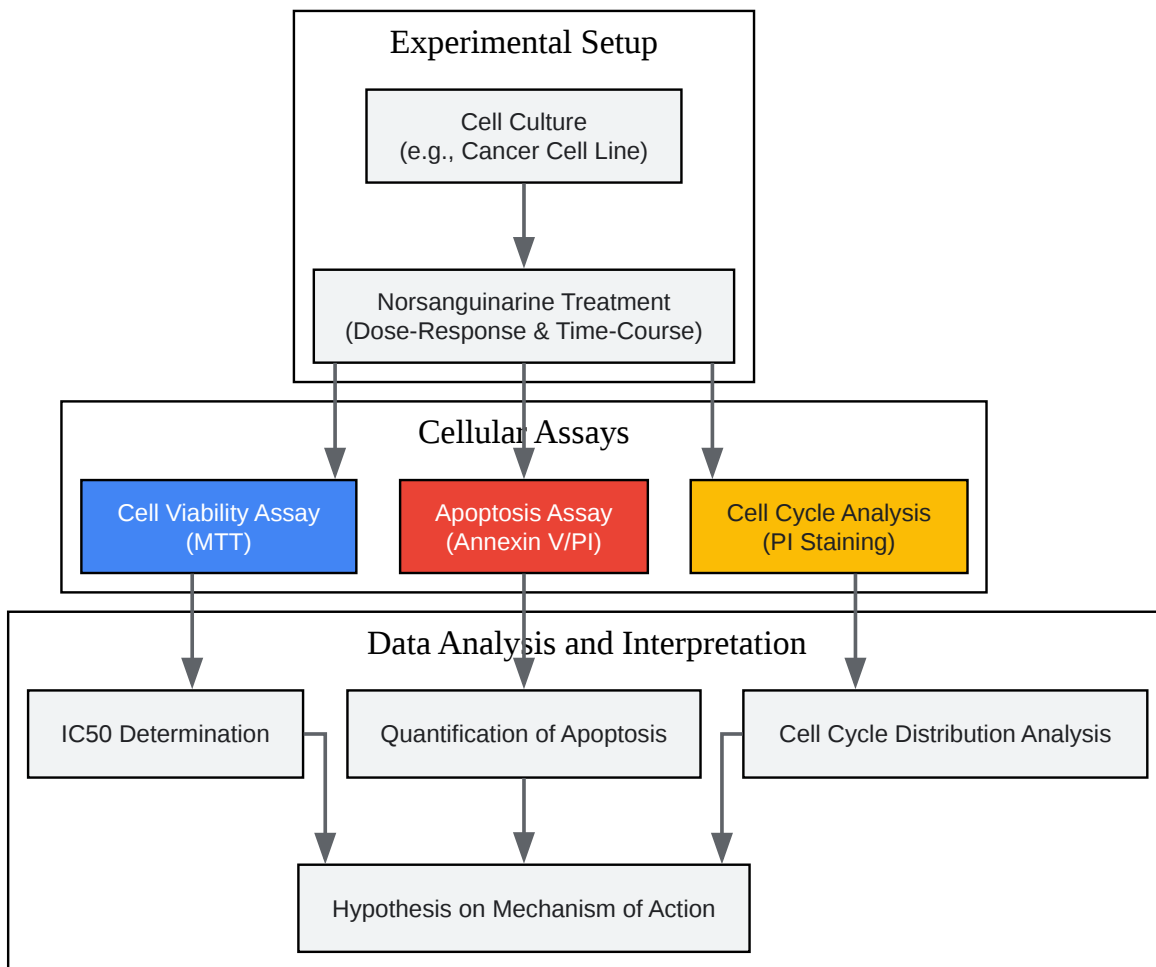 Experimental Setup
Cell Culture
(e.g., Cancer Cell Line)
Norsanguinarine Treatment
(Dose-Response & Time-Course)
Cellular Assays
Cell Viability Assay
(MTT)
Apoptosis Assay
(Annexin V/PI)
Cell Cycle Analysis
(PI Staining)
Data Analysis and Interpretation
IC50 Determination
Quantification of Apoptosis
Cell Cycle Distribution Analysis
Hypothesis on Mechanism of Action